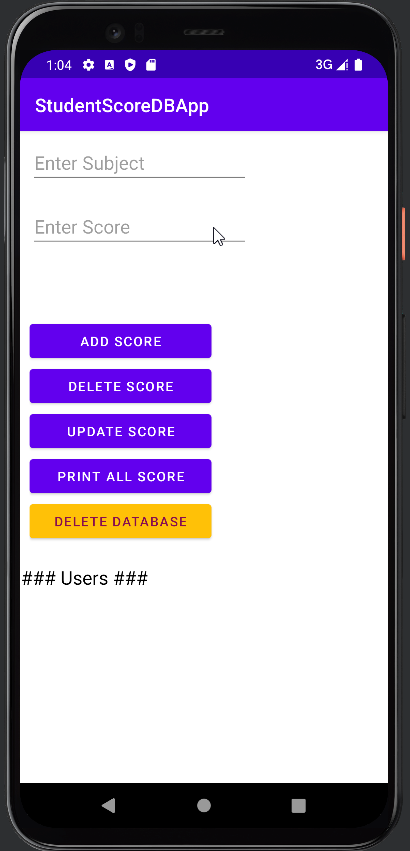 1:04 3G
StudentScoreDBApp
Enter Subject
Enter Score
ADD SCORE
DELETE SCORE
UPDATE SCORE
PRINT ALL SCORE
DELETE DATABASE
### Users ###